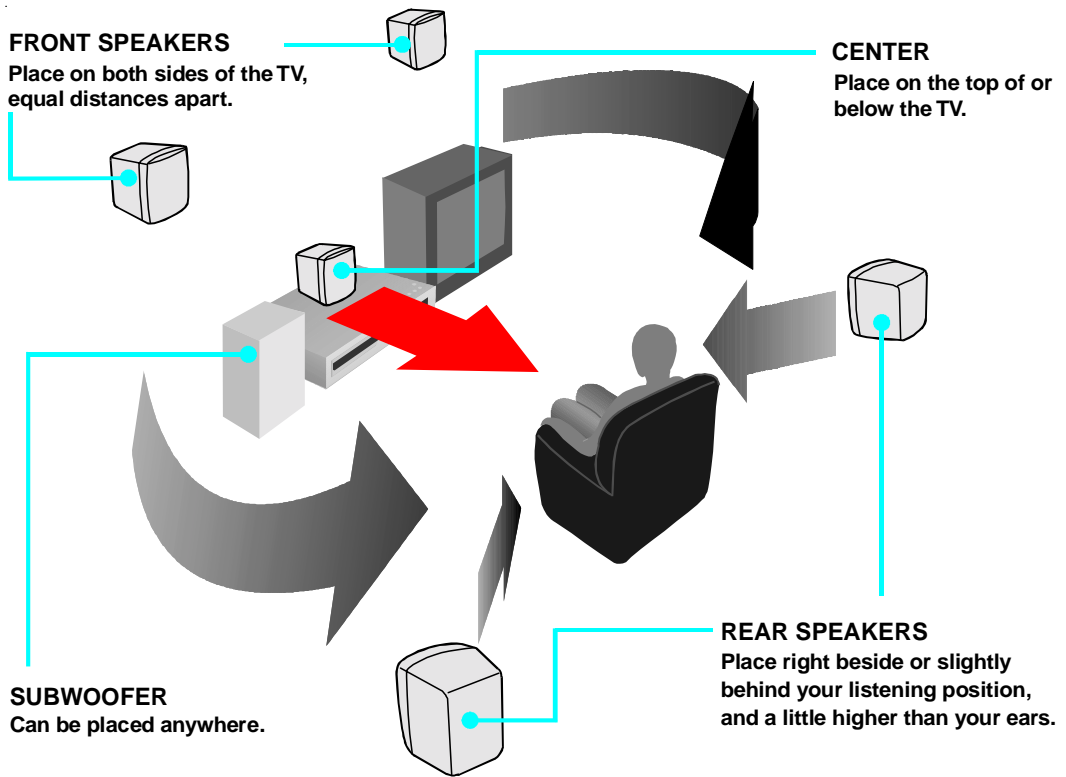 FRONT SPEAKERS
Place on both sides of the TV,
equal distances apart.
CENTER
Place on the top of or
below the TV.
SUBWOOFER
Can be placed anywhere.
REAR SPEAKERS
Place right beside or slightly
behind your listening position,
and a little higher than your ears.